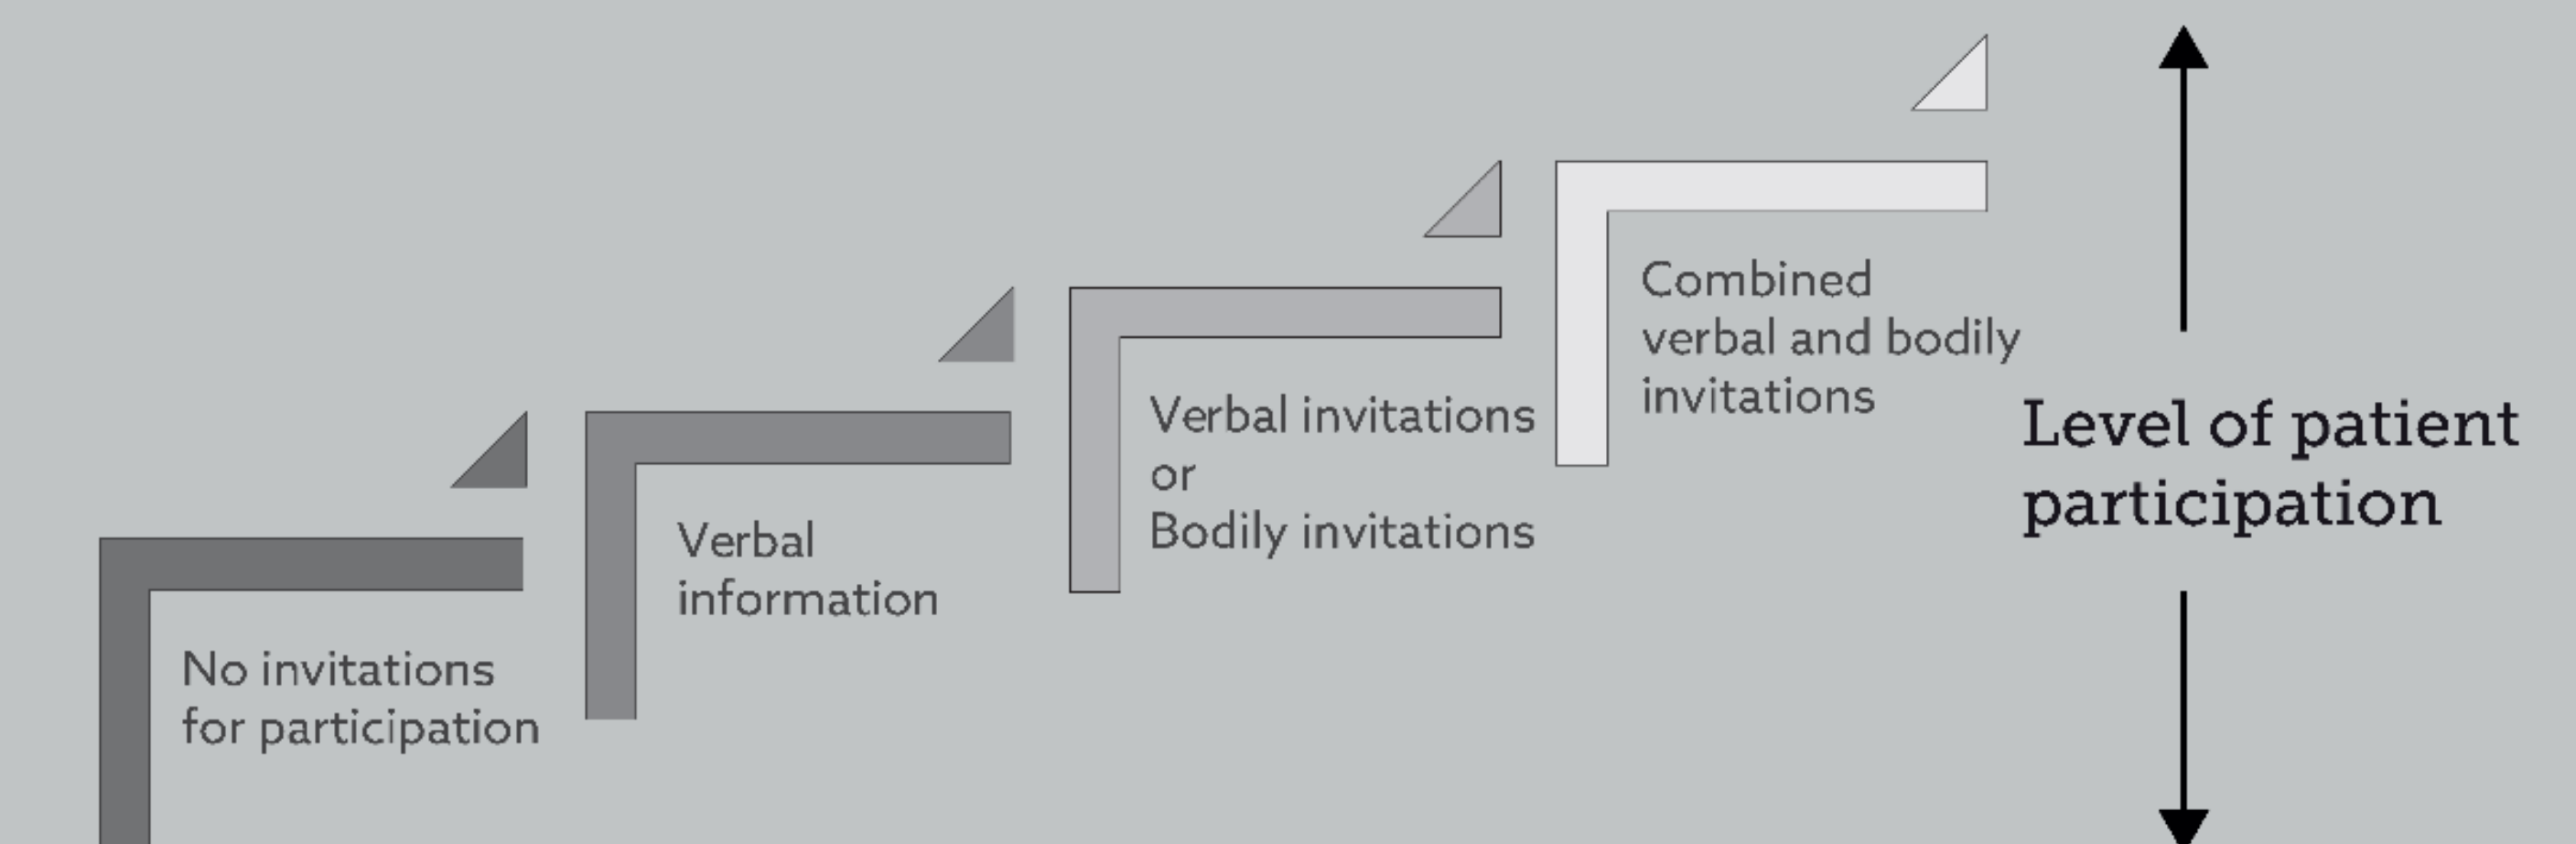 No invitations
for participation
Verbal
information
Verbal invitations
or
Bodily invitations
Combined
verbal and bodily
invitations
Level of patient
participation